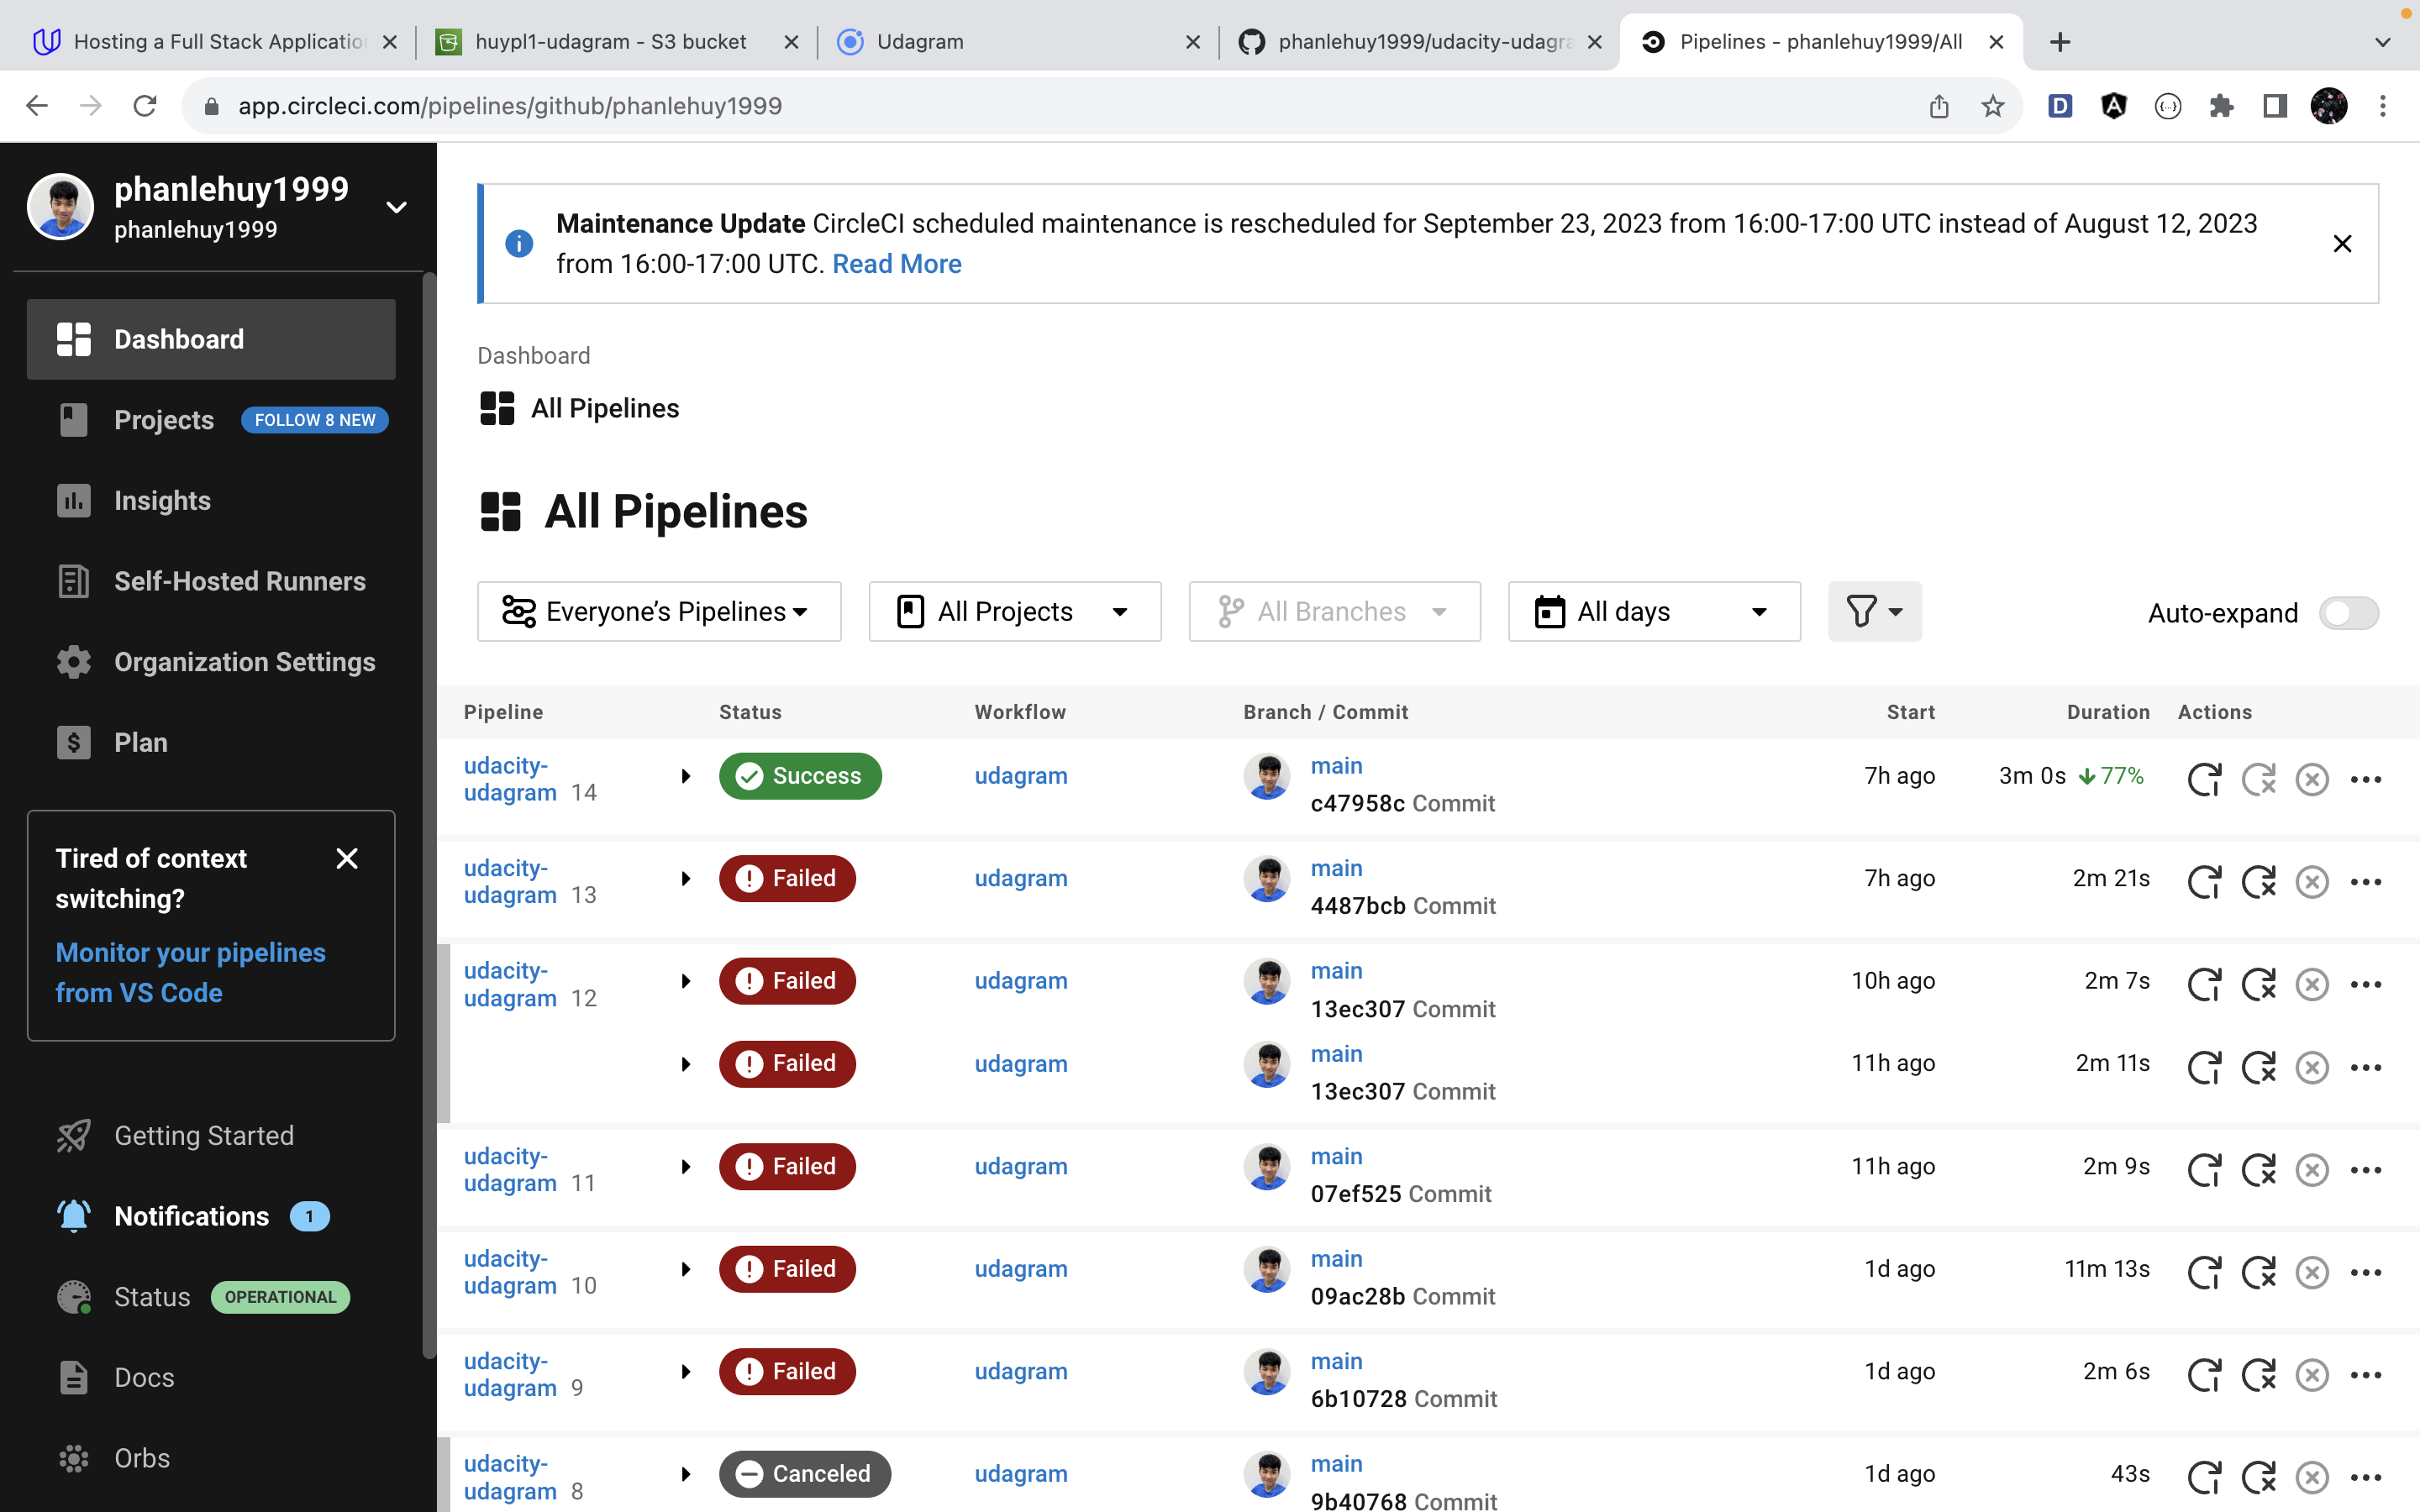 Hosting a Full Stack Application
huypl1-udagram - S3 bucket
Udagram
phanlehuy1999/udacity-udagra
Pipelines - phanlehuy1999/All
app.circleci.com/pipelines/github/phanlehuy1999
phanlehuy1999
phanlehuy1999
Dashboard
Projects FOLLOW 8 NEW
Insights
Self-Hosted Runners
Organization Settings
Plan
Tired of context
switching?
Monitor your pipelines
from VS Code
Getting Started
Notifications 1
Status OPERATIONAL
Docs
Orbs
Maintenance Update CircleCI scheduled maintenance is rescheduled for September 23, 2023 from 16:00-17:00 UTC instead of August 12, 2023
from 16:00-17:00 UTC. Read More
Dashboard
All Pipelines
All Pipelines
Everyone’s Pipelines All Projects All Branches All days Auto-expand
Pipeline Status Workflow Branch / Commit Start Duration Actions
udacity-
udagram 14 Success udagram main
c47958c Commit 7h ago 3m 0s 77%
udacity-
udagram 13 Failed udagram main
4487bcb Commit 7h ago 2m 21s
udacity-
udagram 12 Failed udagram main
13ec307 Commit 10h ago 2m 7s
Failed udagram main
13ec307 Commit 11h ago 2m 11s
udacity-
udagram 11 Failed udagram main
07ef525 Commit 11h ago 2m 9s
udacity-
udagram 10 Failed udagram main
09ac28b Commit 1d ago 11m 13s
udacity-
udagram 9 Failed udagram main
6b10728 Commit 1d ago 2m 6s
udacity-
udagram 8 Canceled udagram main
9b40768 Commit 1d ago 43s